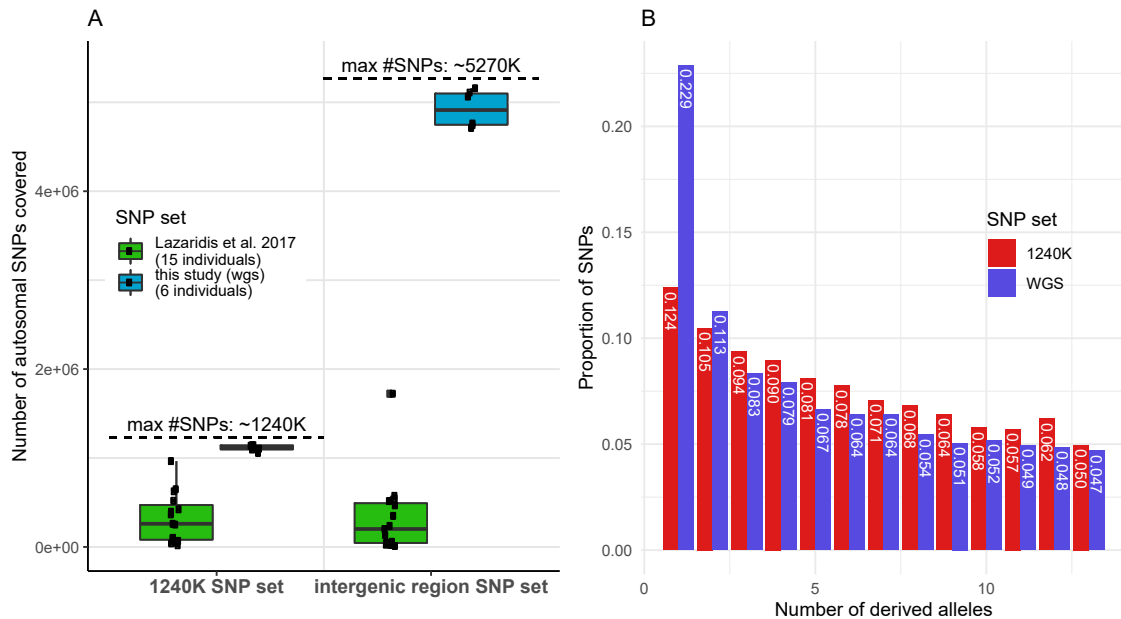 A
max #SNPs: ~5270K
Number of autosomal SNPs covered
4e+06
SNP set
Lazaridis et al. 2017
(15 individuals)
this study (wgs)
(6 individuals)
2e+06
max #SNPs: ~1240K
0e+00
1240K SNP set
intergenic region SNP set
B
Proportion of SNPs
0.20
0.15
0.10
0.05
0.00
0.124
0.229
0.105
0.113
0.094
0.083
0.090
0.079
0.081
0.067
0.078
0.064
0.071
0.064
0.068
0.054
0.064
0.051
0.058
0.052
0.057
0.049
0.062
0.048
0.050
0.047
SNP set
1240K
WGS
0
5
10
Number of derived alleles